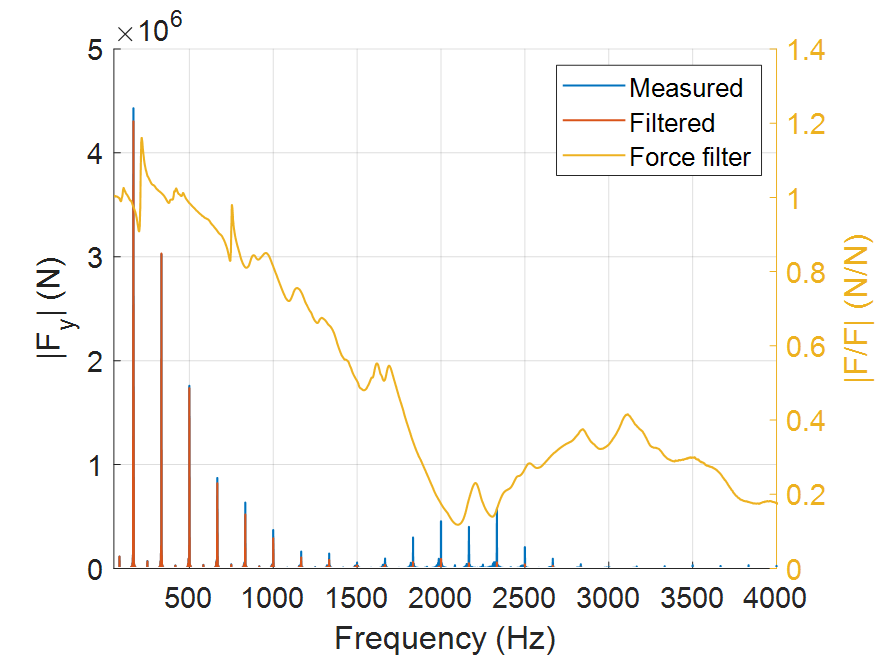 ×10^6
5
4
3
2
1
0
|F_y| (N)
1.4
1.2
1
0.8
0.6
0.4
0.2
0
|F/F| (N/N)
Measured
Filtered
Force filter
500 1000 1500 2000 2500 3000 3500 4000
Frequency (Hz)